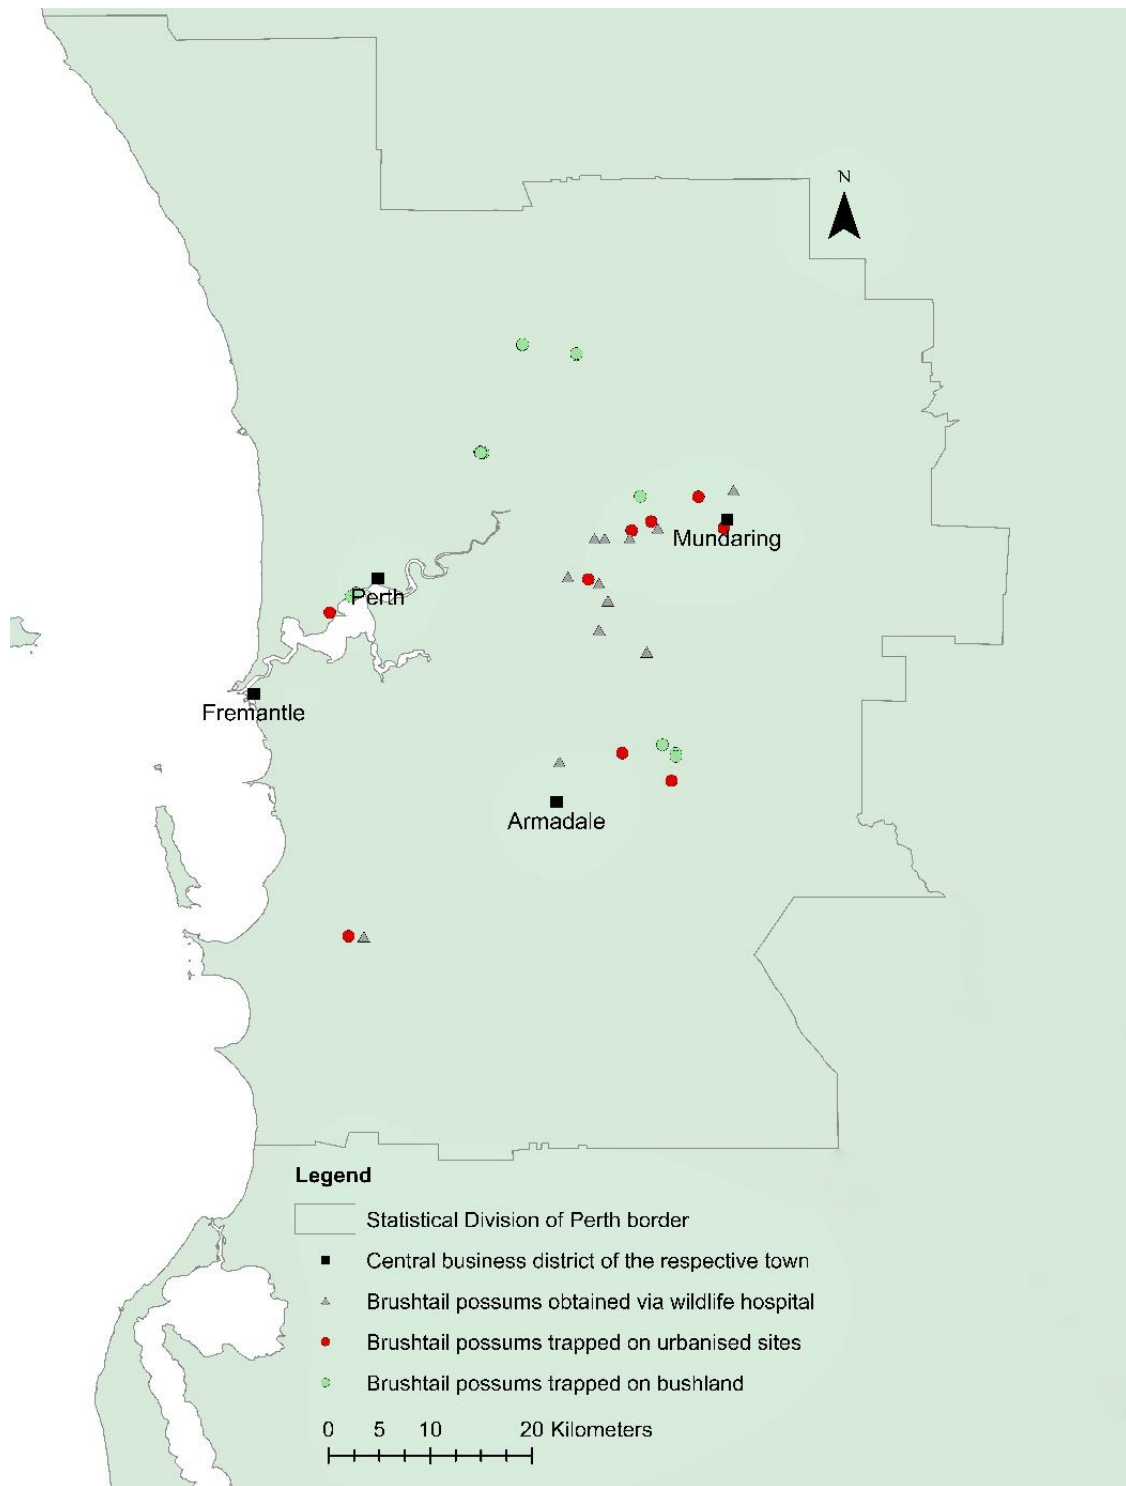 N
Mundaring
Perth
Fremantle
Armadale
Legend
Statistical Division of Perth border
Central business district of the respective town
Brushtail possums obtained via wildlife hospital
Brushtail possums trapped on urbanised sites
Brushtail possums trapped on bushland
0 5 10 20 Kilometers